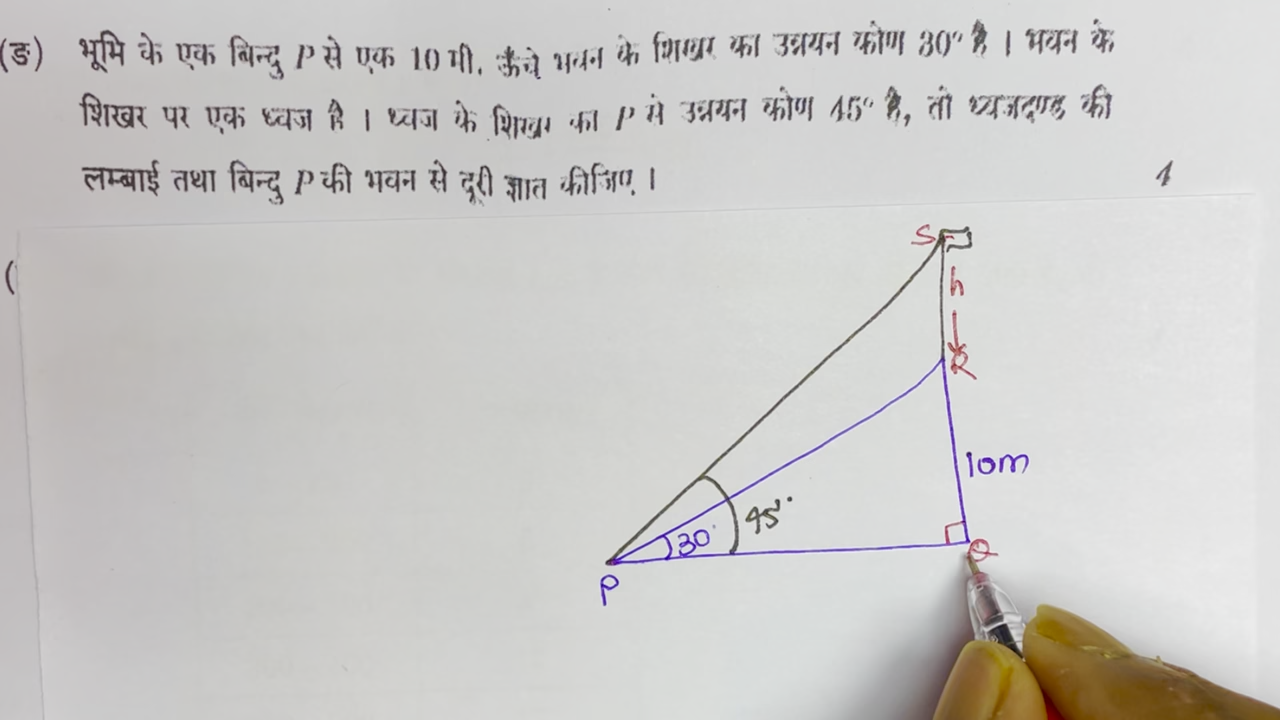 (ङ) भूमि के एक बिन्दु P से एक 10 मी. ऊँचे भवन के शिखर का उन्नयन कोण 30° है । भवन के
शिखर पर एक ध्वज है । ध्वज के शिखर का P से उन्नयन कोण 45° है, तो ध्वजदण्ड की
लम्बाई तथा बिन्दु P की भवन से दूरी ज्ञात कीजिए । 4
(
S
h
R
10m
45°
30°
Q
P